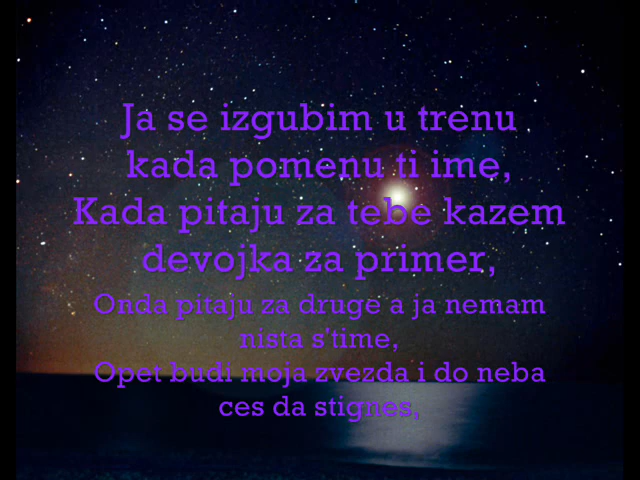 Ja se izgubim u trenu
kada pomenu ti ime,
Kada pitaju za tebe kazem
devojka za primer,
Onda pitaju za druge a ja nemam
nista s'time,
Opet budi moja zvezda i do neba
ces da stignes,